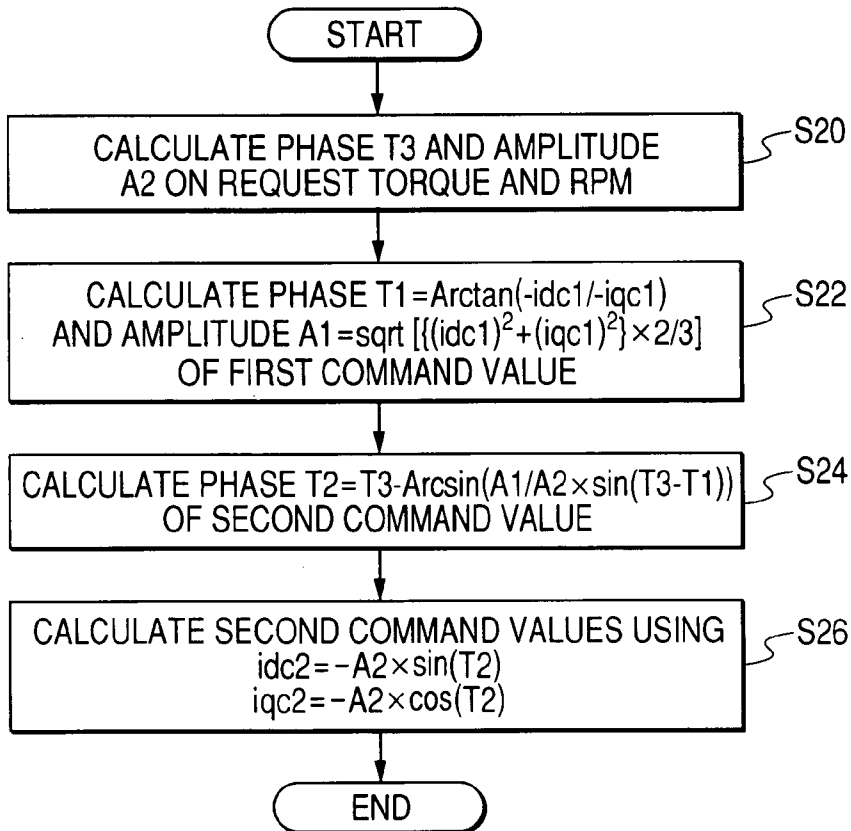 START
CALCULATE PHASE T3 AND AMPLITUDE
A2 ON REQUEST TORQUE AND RPM
S20
CALCULATE PHASE T1=Arctan(-idc1/-iqc1)
AND AMPLITUDE A1=sqrt [{(idc1)²+(iqc1)²}×2/3]
OF FIRST COMMAND VALUE
S22
CALCULATE PHASE T2=T3-Arcsin(A1/A2×sin(T3-T1))
OF SECOND COMMAND VALUE
S24
CALCULATE SECOND COMMAND VALUES USING
idc2=-A2×sin(T2)
iqc2=-A2×cos(T2)
S26
END